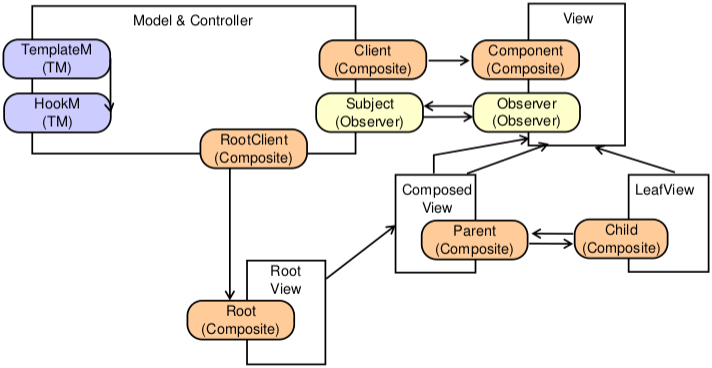 Model & Controller
View
TemplateM
(TM)
Client
(Composite)
Component
(Composite)
HookM
(TM)
Subject
(Observer)
Observer
(Observer)
RootClient
(Composite)
Composed
View
LeafView
Parent
(Composite)
Child
(Composite)
Root
View
Root
(Composite)